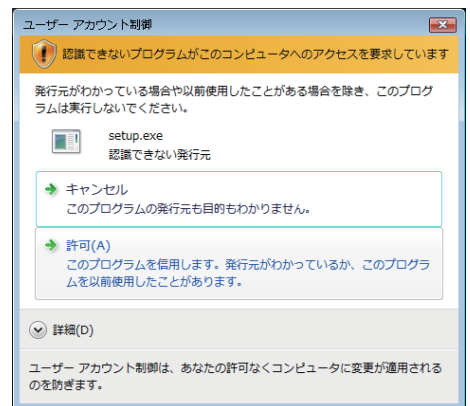 ユーザー アカウント制御
認識できないプログラムがこのコンピュータへのアクセスを要求しています
発行元がわかっている場合や以前使用したことがある場合を除き、このプログ
ラムは実行しないでください。
setup.exe
認識できない発行元
キャンセル
このプログラムの発行元も目的もわかりません。
許可(A)
このプログラムを信用します。発行元がわかっているか、このプログラ
ムを以前使用したことがあります。
詳細(D)
ユーザー アカウント制御は、あなたの許可なくコンピュータに変更が適用される
のを防ぎます。